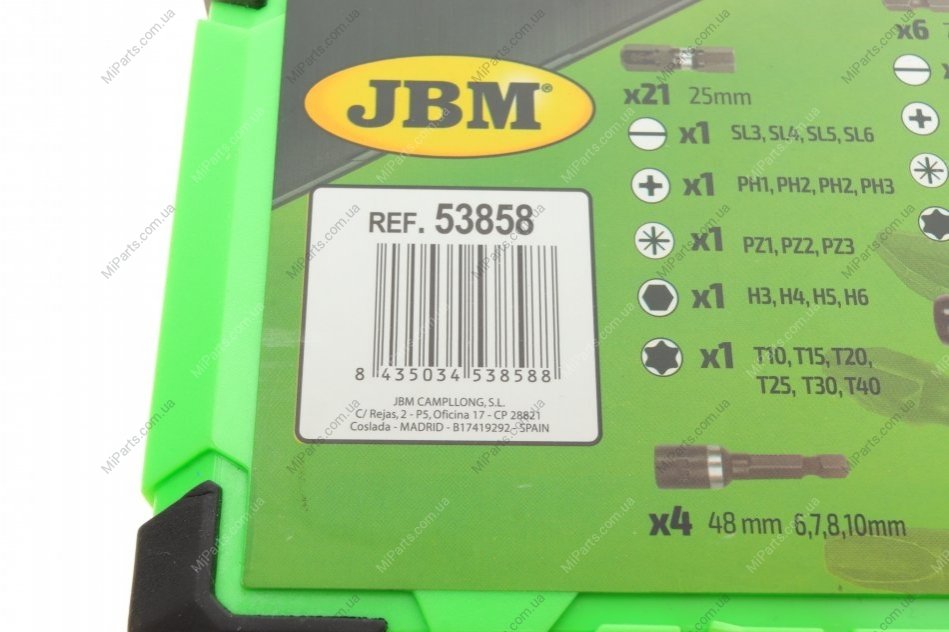 JBM®
REF. 53858
8 435034 538588
JBM CAMPLLONG, S.L.
C/ Rejas, 2 - P5, Oficina 17 - CP 28821
Coslada - MADRID - B17419292 - SPAIN
x21 25mm
x1 SL3, SL4, SL5, SL6
x1 PH1, PH2, PH2, PH3
x1 PZ1, PZ2, PZ3
x1 H3, H4, H5, H6
x1 T10, T15, T20,
T25, T30, T40
x4 48 mm 6,7,8,10mm
x6
MiParts.com.ua